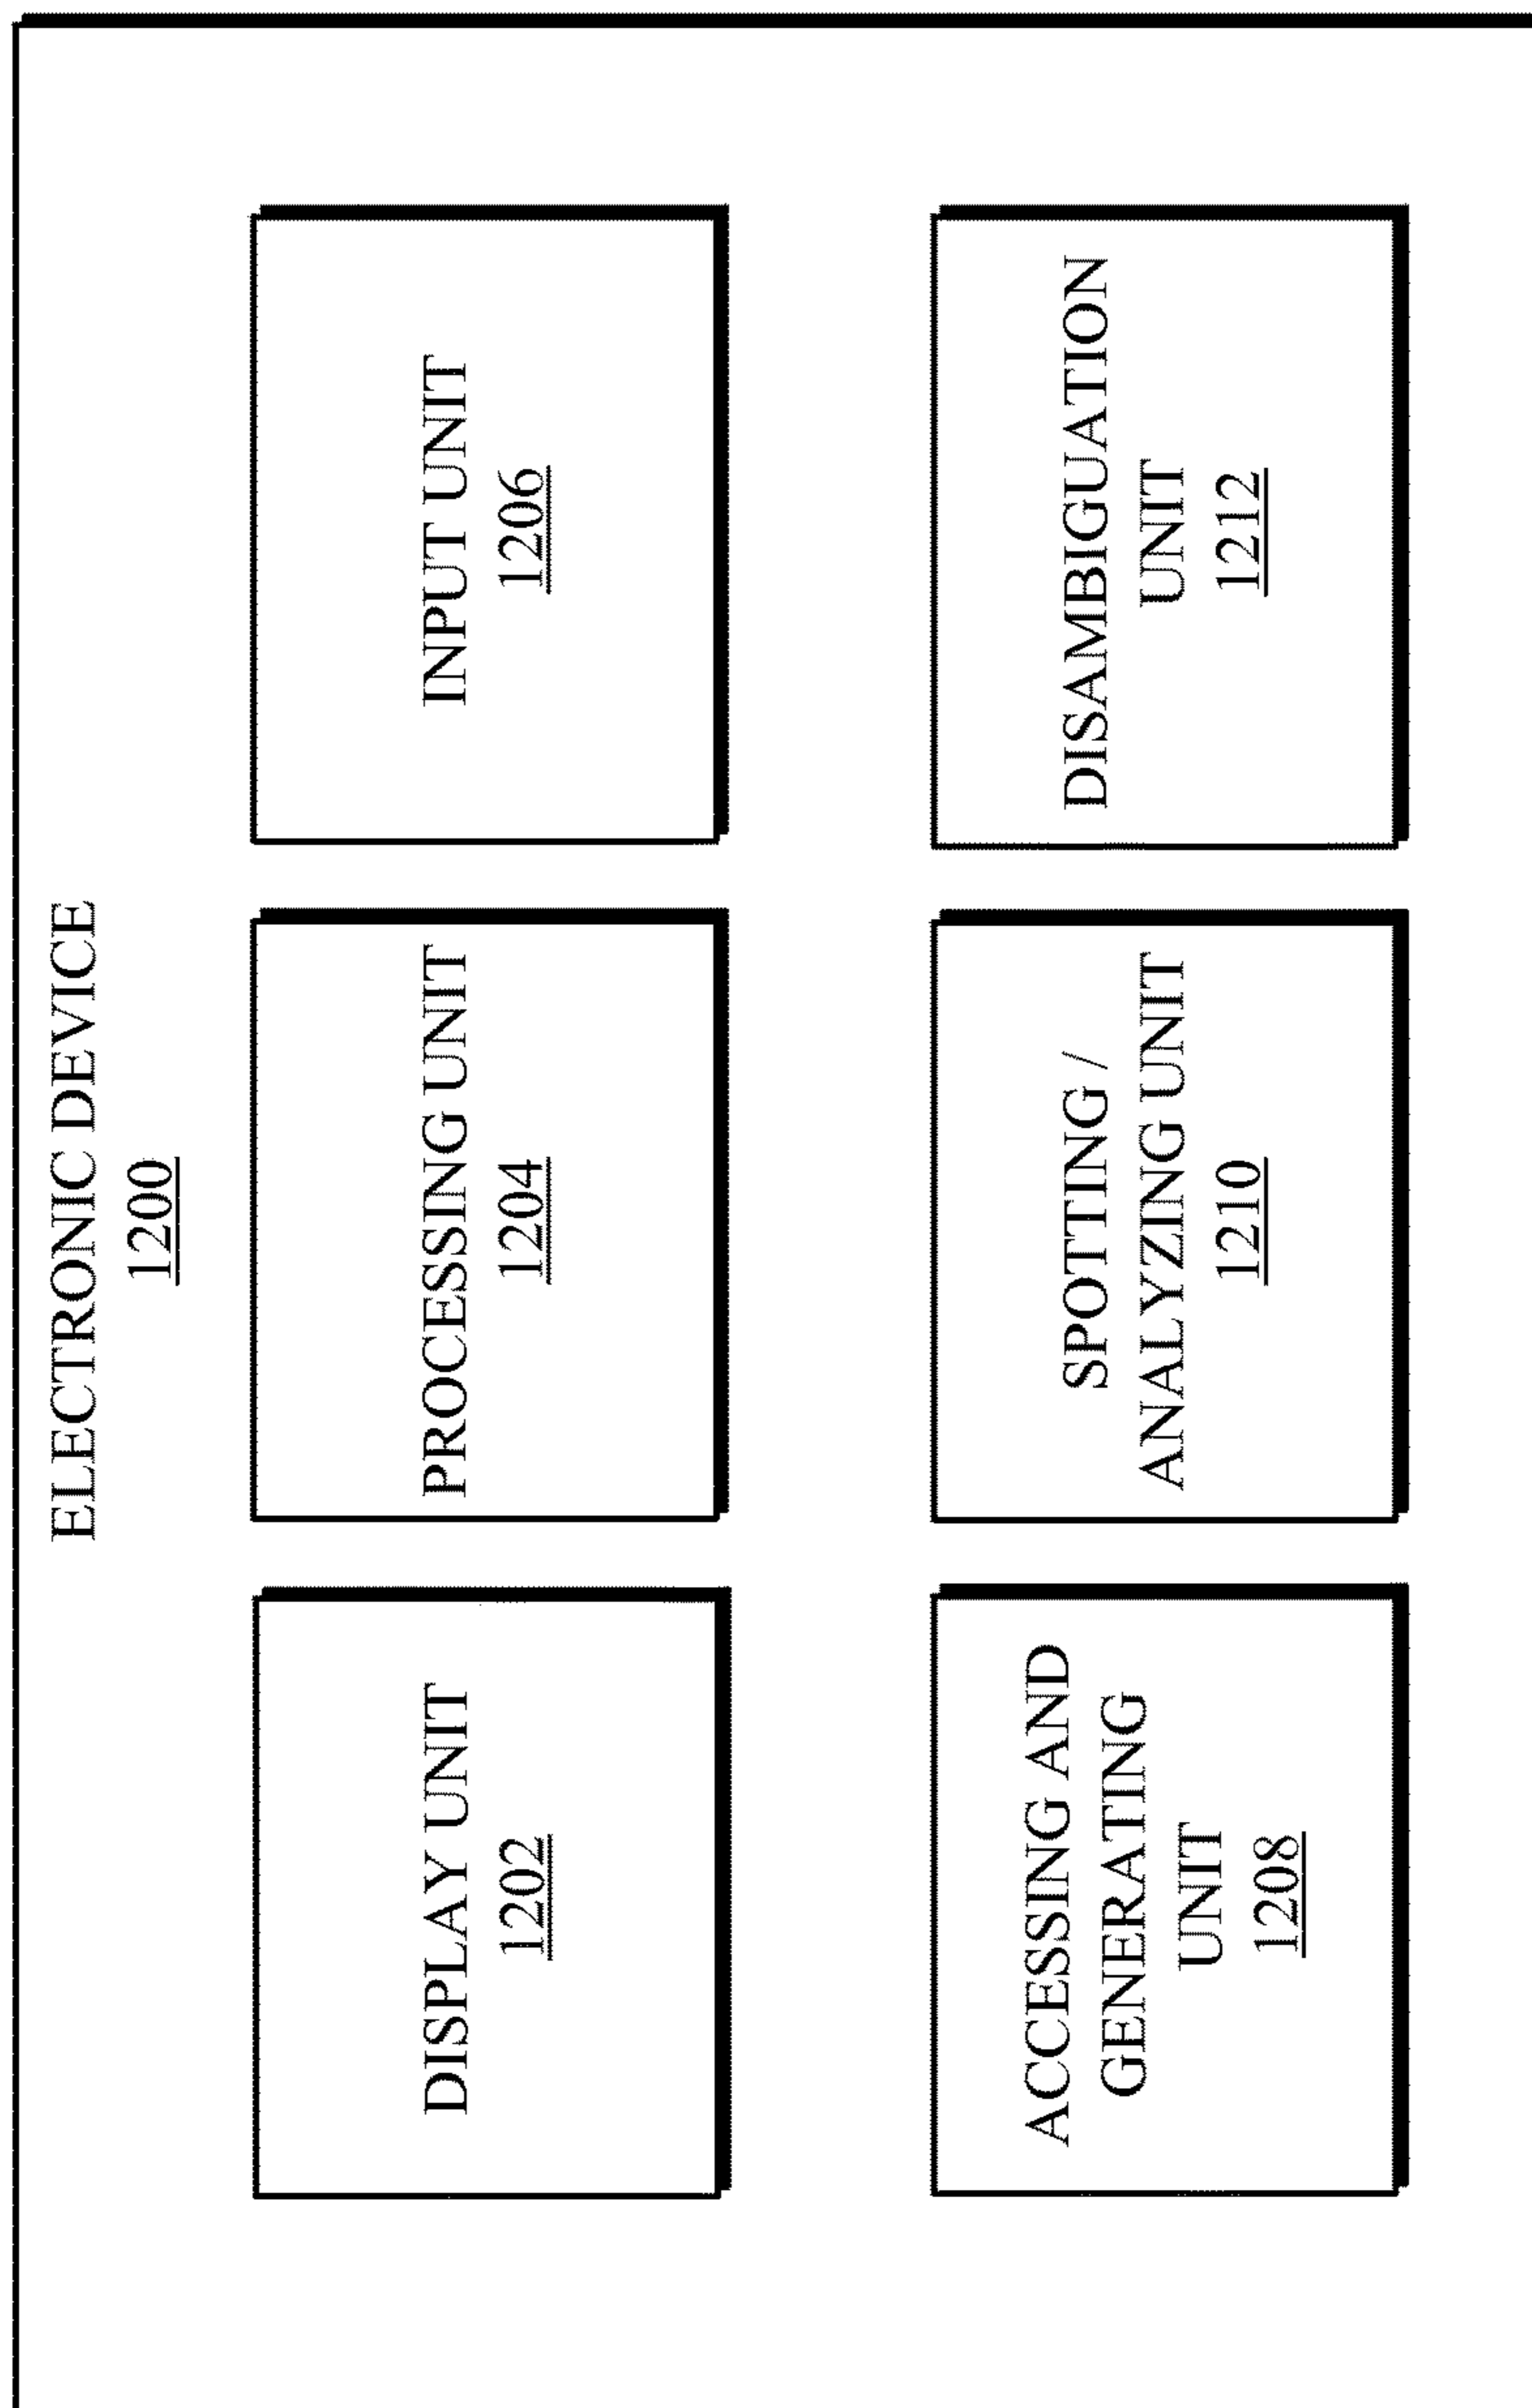 ELECTRONIC DEVICE
1200
DISPLAY UNIT
1202
PROCESSING UNIT
1204
INPUT UNIT
1206
ACCESSING AND
GENERATING
UNIT
1208
SPOTTING /
ANALYZING UNIT
1210
DISAMBIGUATION
UNIT
1212